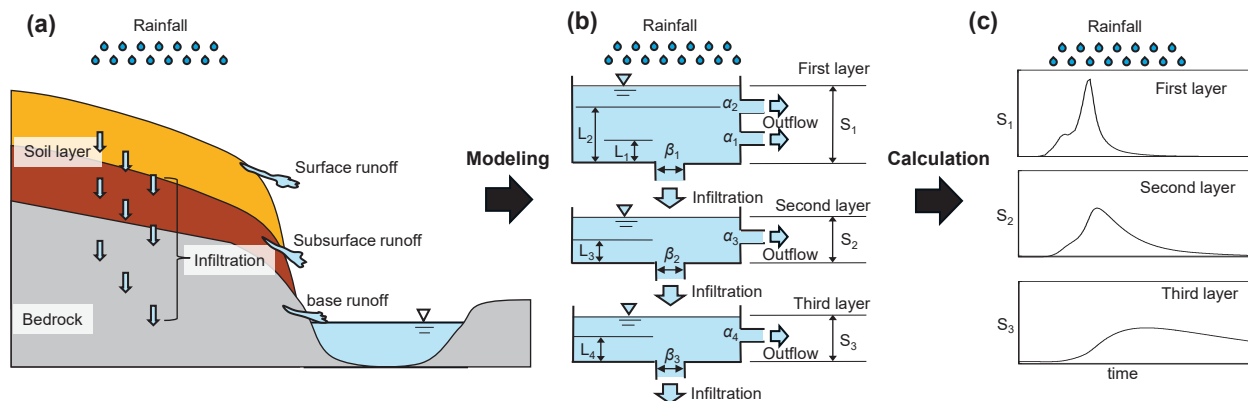 (a)
Rainfall
Soil layer
Surface runoff
Subsurface runoff
Infiltration
base runoff
Bedrock
Modeling
(b)
Rainfall
First layer
α2
Outflow
S1
L2
α1
L1
β1
Infiltration
Second layer
α3
S2
L3
β2
Outflow
Infiltration
Third layer
α4
S3
L4
β3
Outflow
Infiltration
Calculation
(c)
Rainfall
First layer
S1
Second layer
S2
Third layer
S3
time